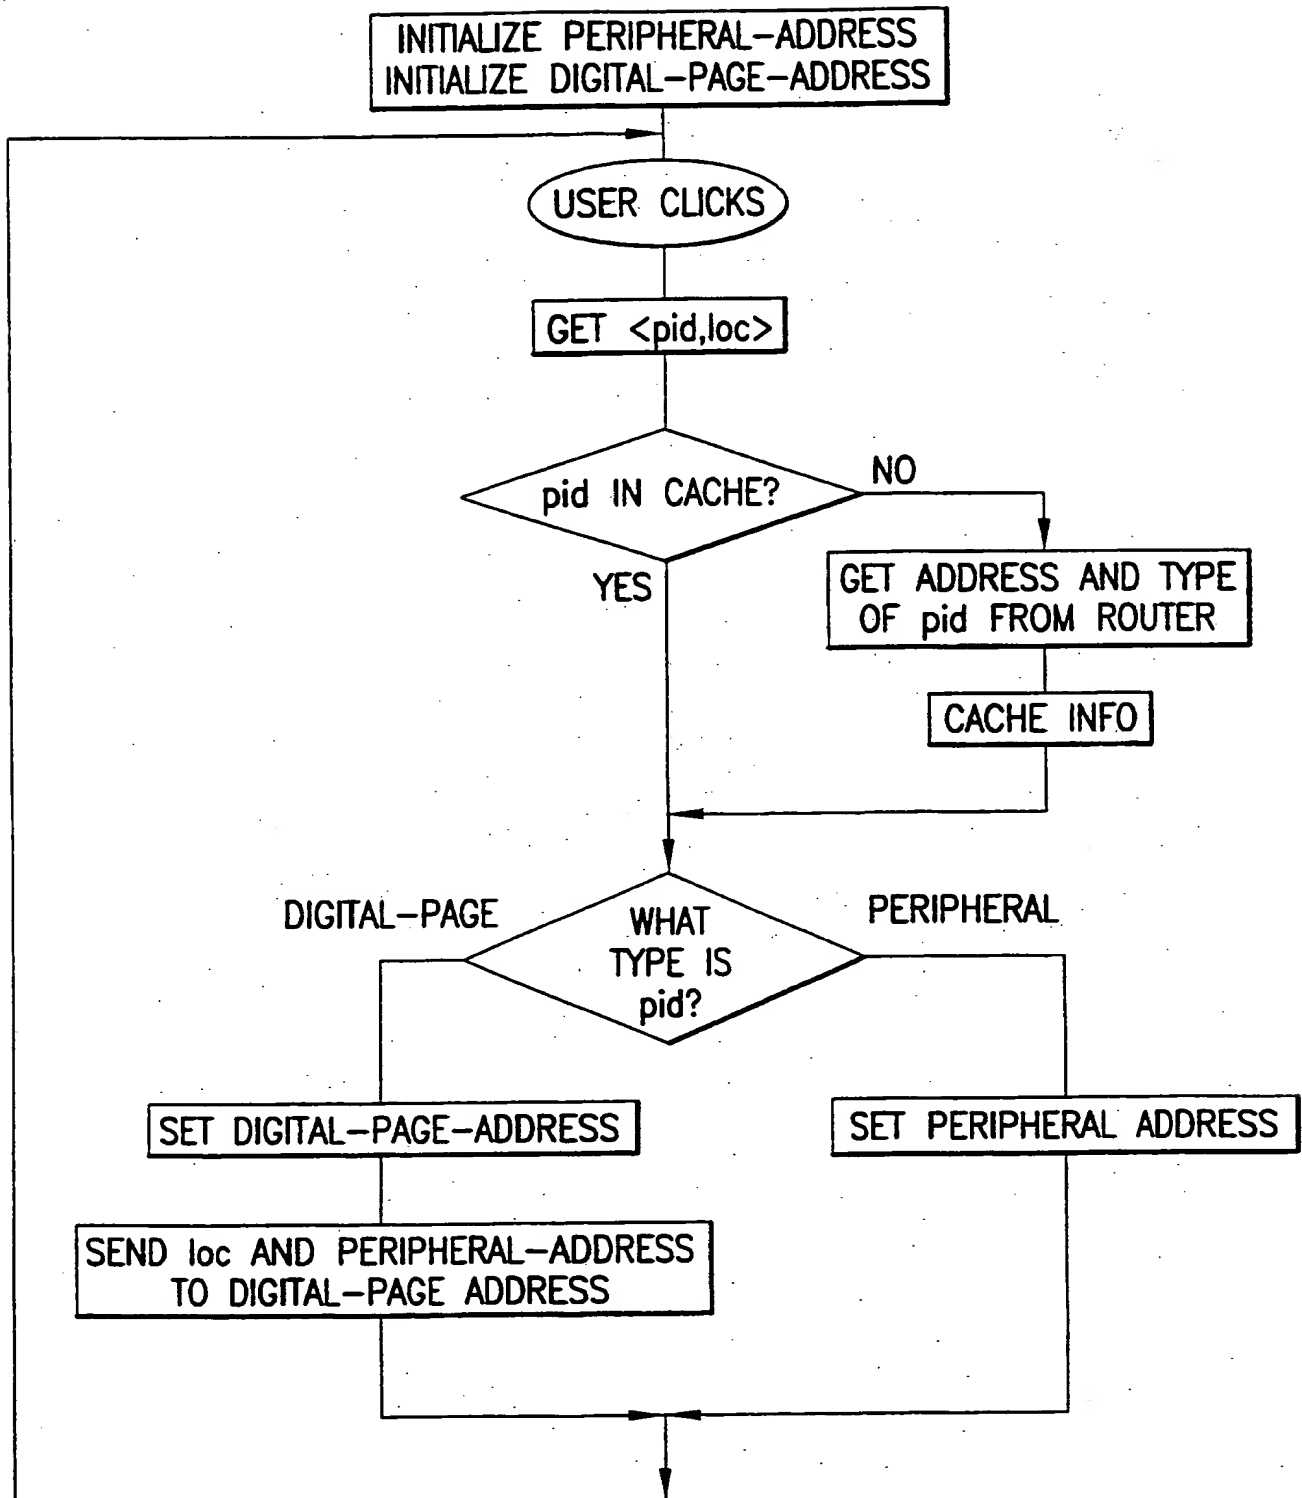 INITIALIZE PERIPHERAL-ADDRESS
INITIALIZE DIGITAL-PAGE-ADDRESS
USER CLICKS
GET <pid,loc>
pid IN CACHE?
NO
YES
GET ADDRESS AND TYPE
OF pid FROM ROUTER
CACHE INFO
DIGITAL-PAGE
WHAT
TYPE IS
pid?
PERIPHERAL
SET DIGITAL-PAGE-ADDRESS
SET PERIPHERAL ADDRESS
SEND loc AND PERIPHERAL-ADDRESS
TO DIGITAL-PAGE ADDRESS